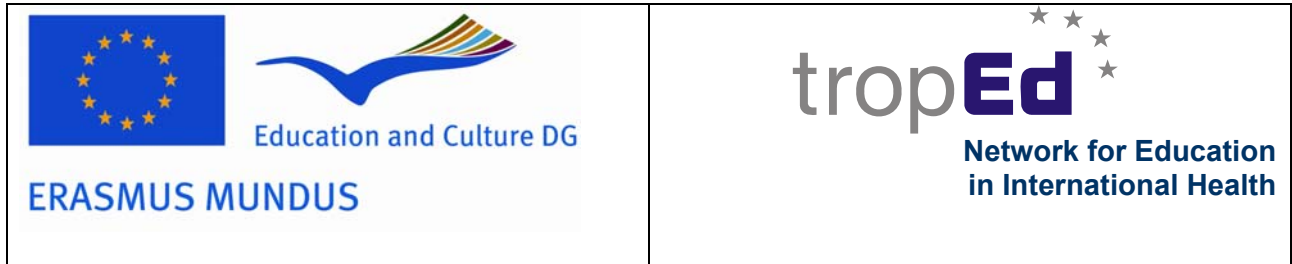 Education and Culture DG
ERASMUS MUNDUS
tropEd
Network for Education
in International Health